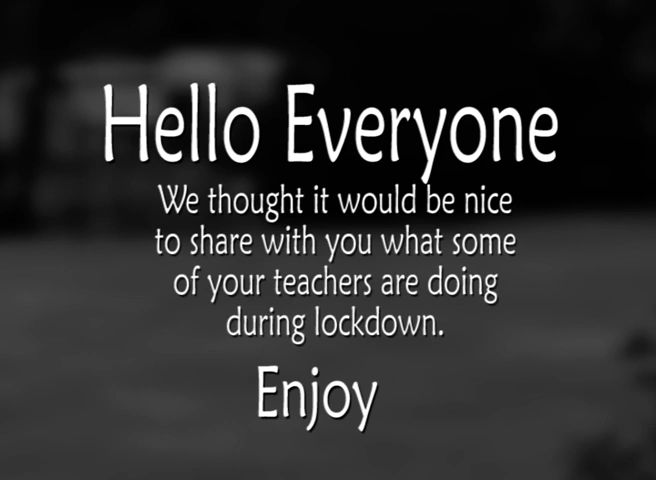 Hello Everyone
We thought it would be nice
to share with you what some
of your teachers are doing
during lockdown.
Enjoy